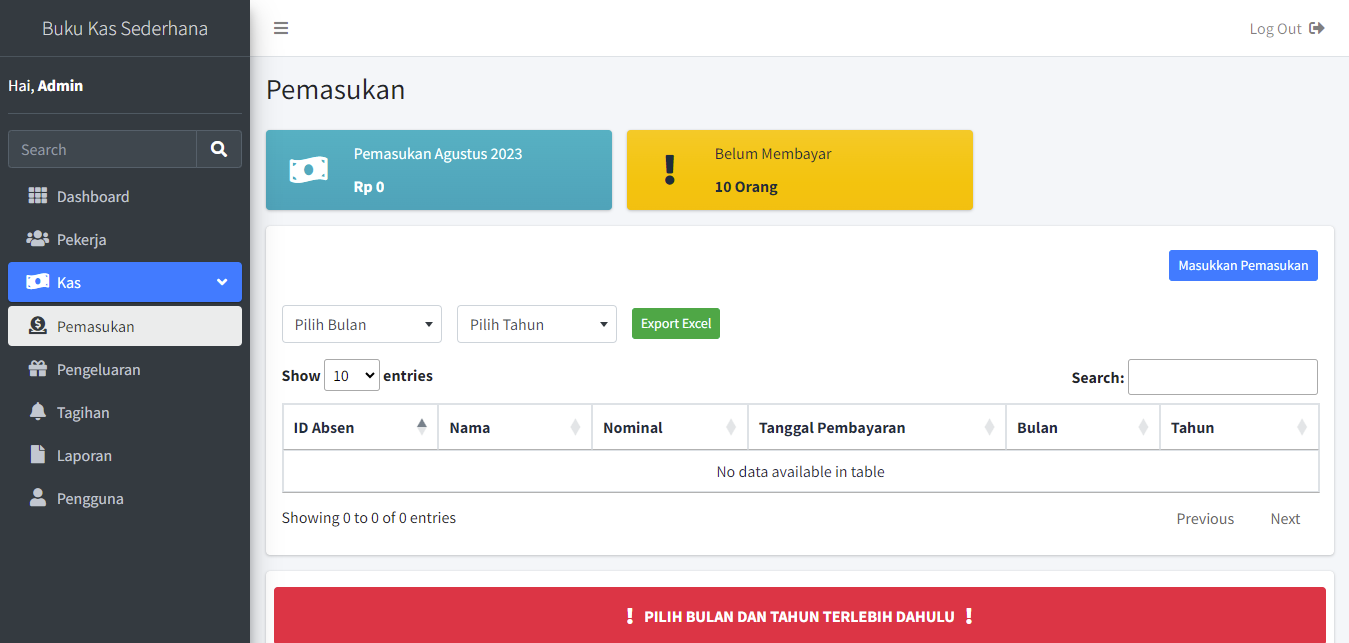 Buku Kas Sederhana
Log Out
Hai, Admin
Search
Dashboard
Pekerja
Kas
Pemasukan
Pengeluaran
Tagihan
Laporan
Pengguna
Pemasukan
Pemasukan Agustus 2023
Rp 0
Belum Membayar
10 Orang
Masukkan Pemasukan
Pilih Bulan
Pilih Tahun
Export Excel
Show 10 entries
Search:
ID Absen Nama Nominal Tanggal Pembayaran Bulan Tahun
No data available in table
Showing 0 to 0 of 0 entries
Previous Next
! PILIH BULAN DAN TAHUN TERLEBIH DAHULU !